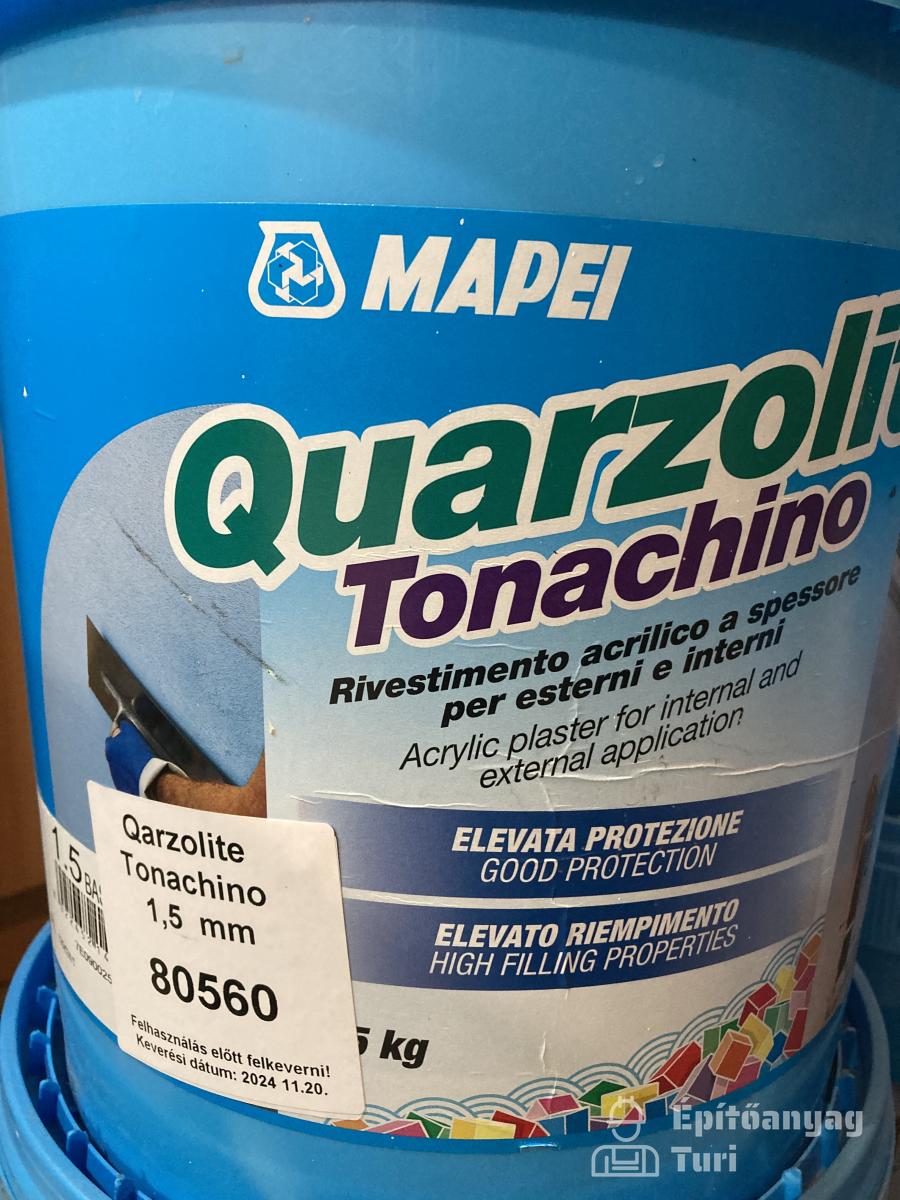 MAPEI
Quarzolit
Tonachino
Rivestimento acrilico a spessore
per esterni e interni
Acrylic plaster for internal and
external application
ELEVATA PROTEZIONE
GOOD PROTECTION
ELEVATO RIEMPIMENTO
HIGH FILLING PROPERTIES
1.5 BAS
Qarzolite
Tonachino
1,5 mm
80560
Felhasználás előtt felkeverni!
Keverési dátum: 2024 11.20.
5 kg
Építőanyag
Turi